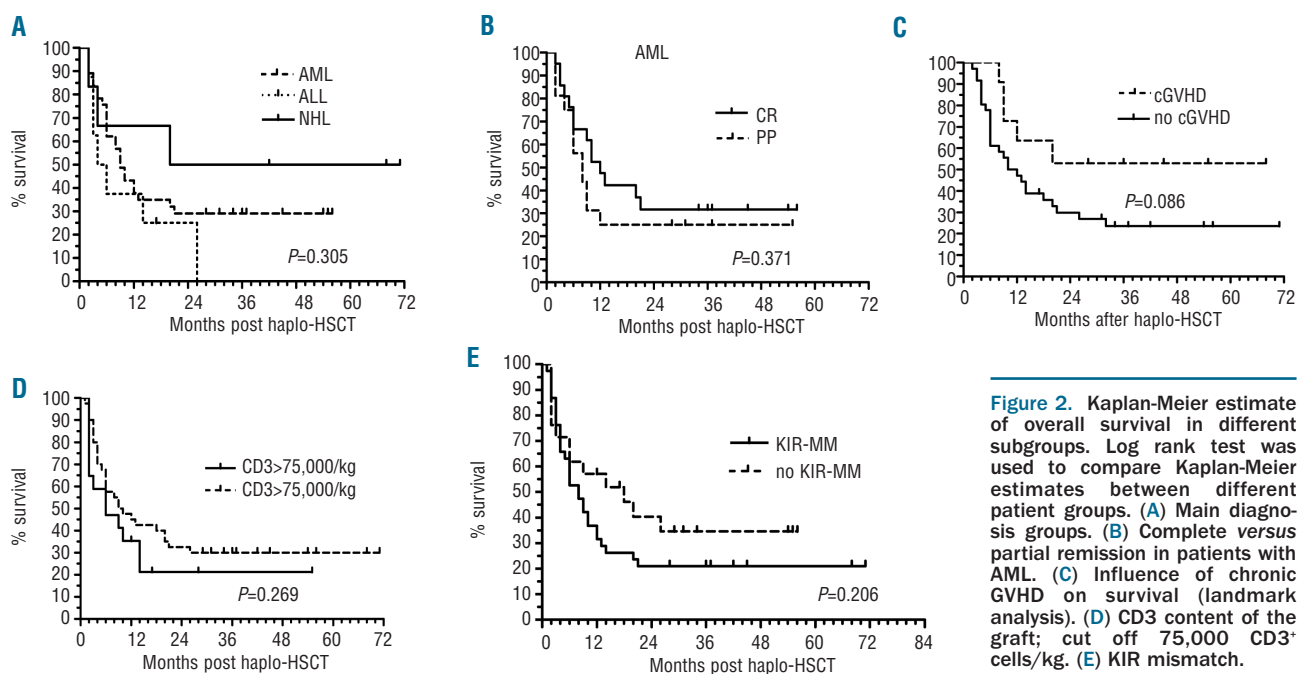 A
% survival
100
90
80
70
60
50
40
30
20
10
0
AML
ALL
NHL
P=0.305
0 12 24 36 48 60 72
Months post haplo-HSCT
B
AML
% survival
100
90
80
70
60
50
40
30
20
10
0
CR
PP
P=0.371
0 12 24 36 48 60 72
Months post haplo-HSCT
C
% survival
100
90
80
70
60
50
40
30
20
10
0
cGVHD
no cGVHD
P=0.086
0 12 24 36 48 60 72
Months after haplo-HSCT
D
% survival
100
90
80
70
60
50
40
30
20
10
0
CD3>75,000/kg
CD3>75,000/kg
P=0.269
0 12 24 36 48 60 72
Months post haplo-HSCT
E
% survival
100
90
80
70
60
50
40
30
20
10
0
KIR-MM
no KIR-MM
P=0.206
0 12 24 36 48 60 72 84
Months post haplo-HSCT
Figure 2. Kaplan-Meier estimate
of overall survival in different
subgroups. Log rank test was
used to compare Kaplan-Meier
estimates between different
patient groups. (A) Main diagno-
sis groups. (B) Complete versus
partial remission in patients with
AML. (C) Influence of chronic
GVHD on survival (landmark
analysis). (D) CD3 content of the
graft; cut off 75,000 CD3+
cells/kg. (E) KIR mismatch.